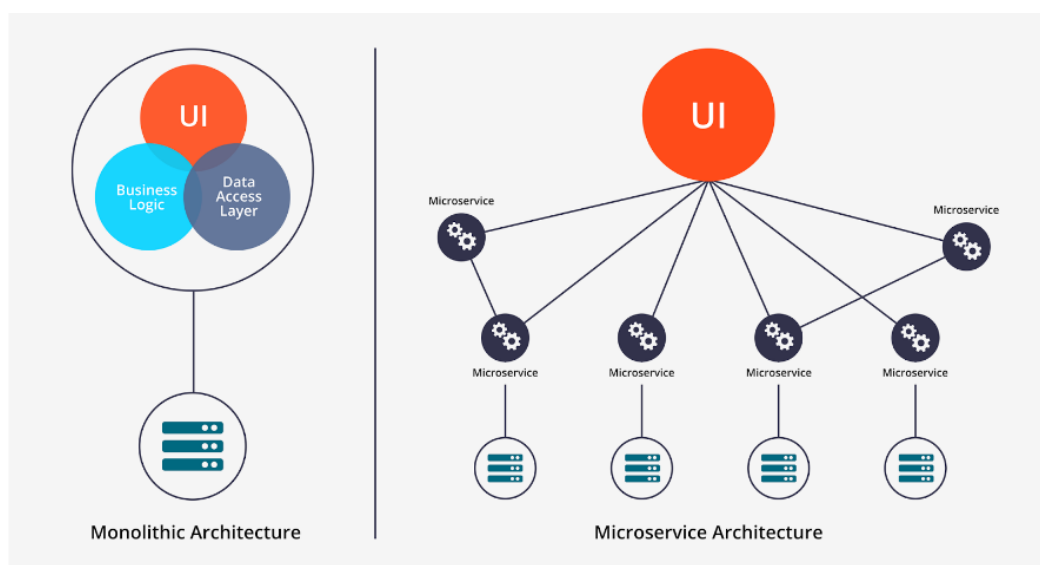 UI
Business
Logic
Data
Access
Layer
Monolithic Architecture
UI
Microservice
Microservice
Microservice
Microservice
Microservice
Microservice
Microservice Architecture